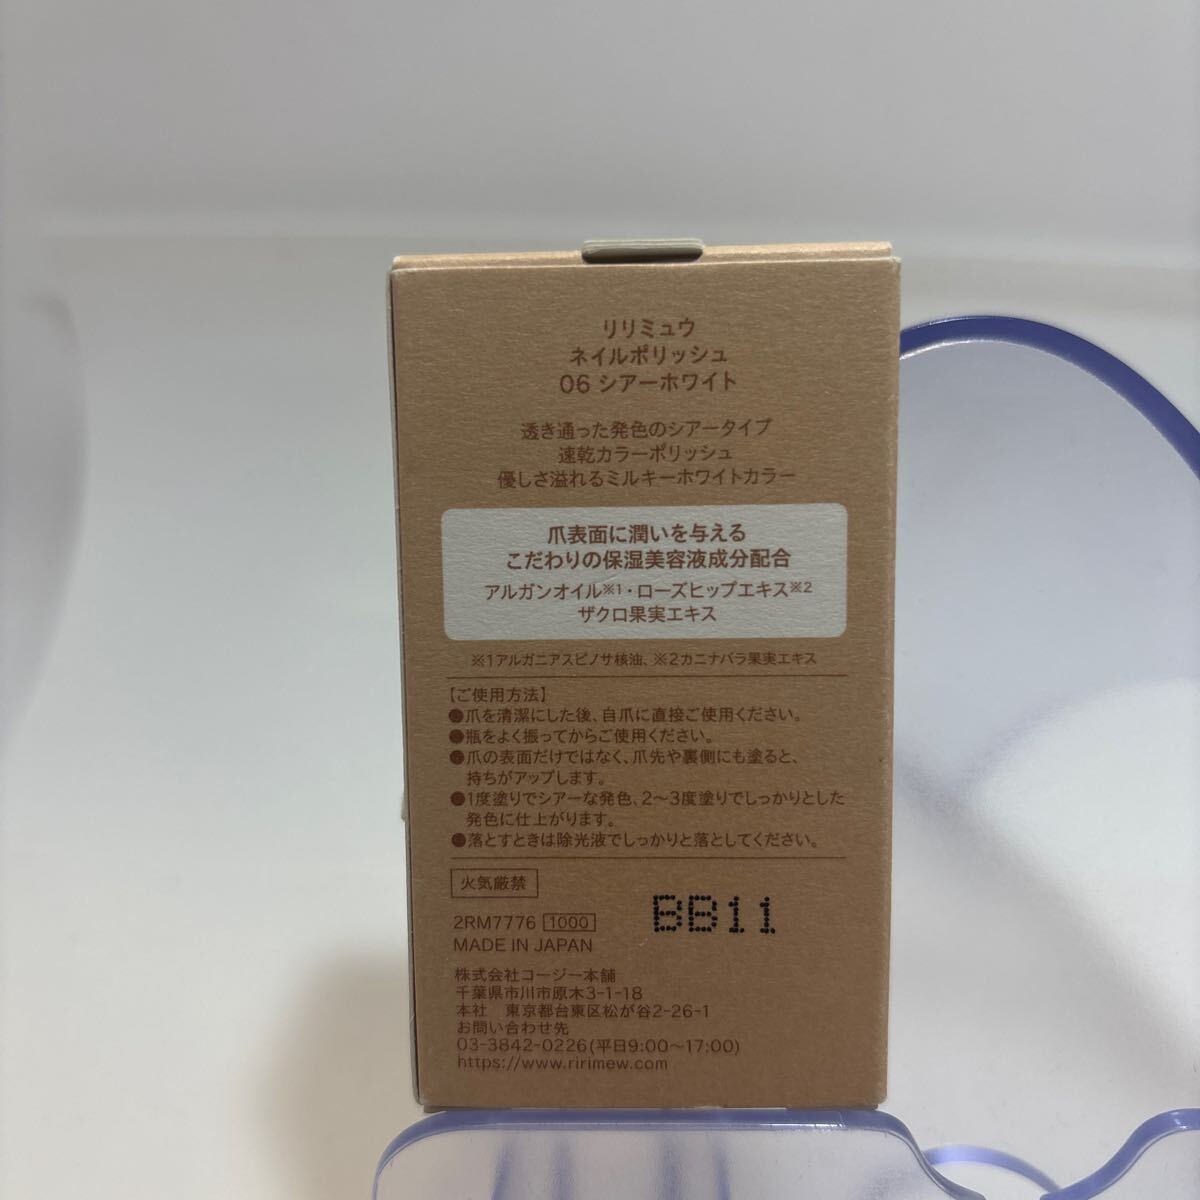 リリミュウ
ネイルポリッシュ
06 シアーホワイト
透き通った発色のシアータイプ
速乾カラーポリッシュ
優しさ溢れるミルキーホワイトカラー
爪表面に潤いを与える
こだわりの保湿美容液成分配合
アルガンオイル※1・ローズヒップエキス※2
ザクロ果実エキス
※1アルガニアスピノサ核油、※2カニナバラ果実エキス
【ご使用方法】
●爪を清潔にした後、自爪に直接ご使用ください。
●瓶をよく振ってからご使用ください。
●爪の表面だけではなく、爪先や裏側にも塗ると、
持ちがアップします。
●1度塗りでシアーな発色、2〜3度塗りでしっかりとした
発色に仕上がります。
●落とすときは除光液でしっかりと落としてください。
火気厳禁
BB11
2RM7776 1000
MADE IN JAPAN
株式会社コージー本舗
千葉県市川市原木3-1-18
本社 東京都台東区松が谷2-26-1
お問い合わせ先
03-3842-0226(平日9:00〜17:00)
https://www.ririmew.com